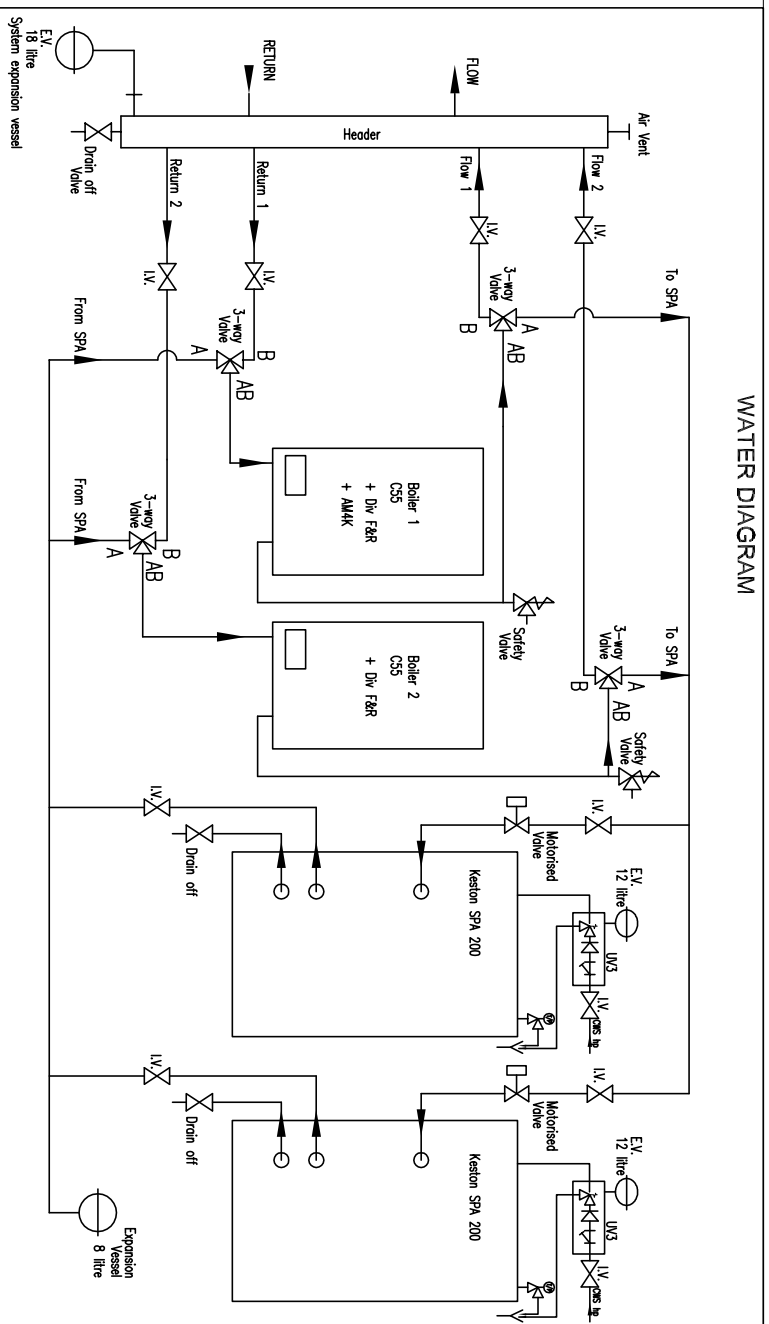 WATER DIAGRAM
Air Vent
Flow 2
I.V.
To SPA
To SPA
3-way
Valve
A
B
AB
Safety
Valve
FLOW
Flow 1
I.V.
3-way
Valve
A
B
AB
Safety
Valve
Header
RETURN
Return 1
I.V.
3-way
Valve
B
A
AB
Return 2
I.V.
Drain off
Valve
E.V.
18 litre
System expansion vessel
From SPA
From SPA
3-way
Valve
B
A
AB
Boiler 1
C55
+ Div F&R
+ AM4K
Boiler 2
C55
+ Div F&R
I.V.
Motorised
Valve
E.V.
12 litre
UV3
I.V.
CWS hp
Keston SPA 200
I.V.
Drain off
I.V.
Motorised
Valve
E.V.
12 litre
UV3
I.V.
CWS hp
Keston SPA 200
I.V.
Drain off
Expansion
Vessel
8 litre